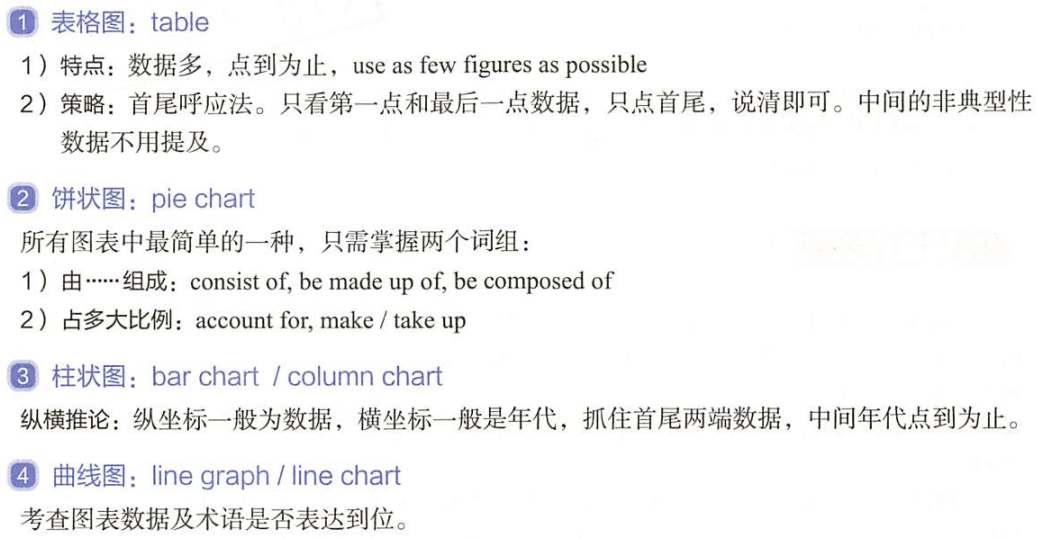 1 表格图：table
1）特点：数据多，点到为止，use as few figures as possible
2）策略：首尾呼应法。只看第一点和最后一点数据，只点首尾，说清即可。中间的非典型性
数据不用提及。
2 饼状图：pie chart
所有图表中最简单的一种，只需掌握两个词组：
1）由……组成：consist of, be made up of, be composed of
2）占多大比例：account for, make / take up
3 柱状图：bar chart / column chart
纵横推论：纵坐标一般为数据，横坐标一般是年代，抓住首尾两端数据，中间年代点到为止。
4 曲线图：line graph / line chart
考查图表数据及术语是否表达到位。